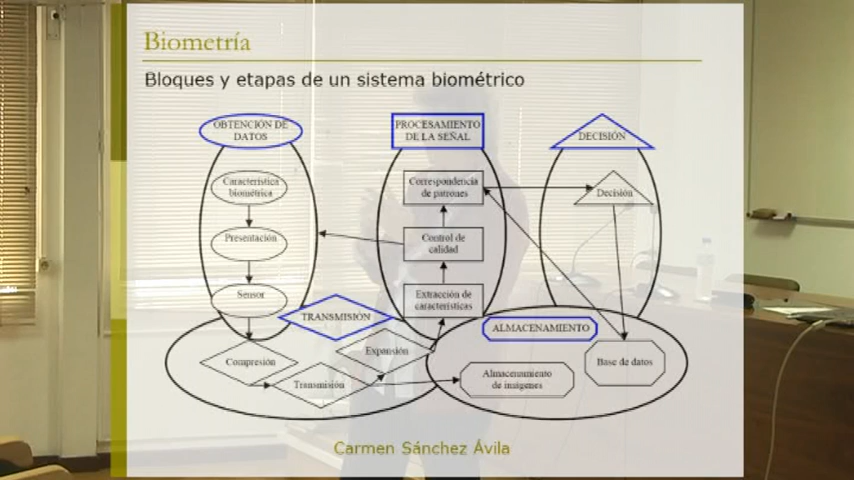 Biometría
Bloques y etapas de un sistema biométrico
OBTENCIÓN DE
DATOS
PROCESAMIENTO
DE LA SEÑAL
DECISIÓN
Característica
biométrica
Correspondencia
de patrones
Decisión
Presentación
Control de
calidad
Sensor
Extracción de
características
TRANSMISIÓN
ALMACENAMIENTO
Compresión
Expansión
Transmisión
Almacenamiento
de imágenes
Base de datos
Carmen Sánchez Ávila